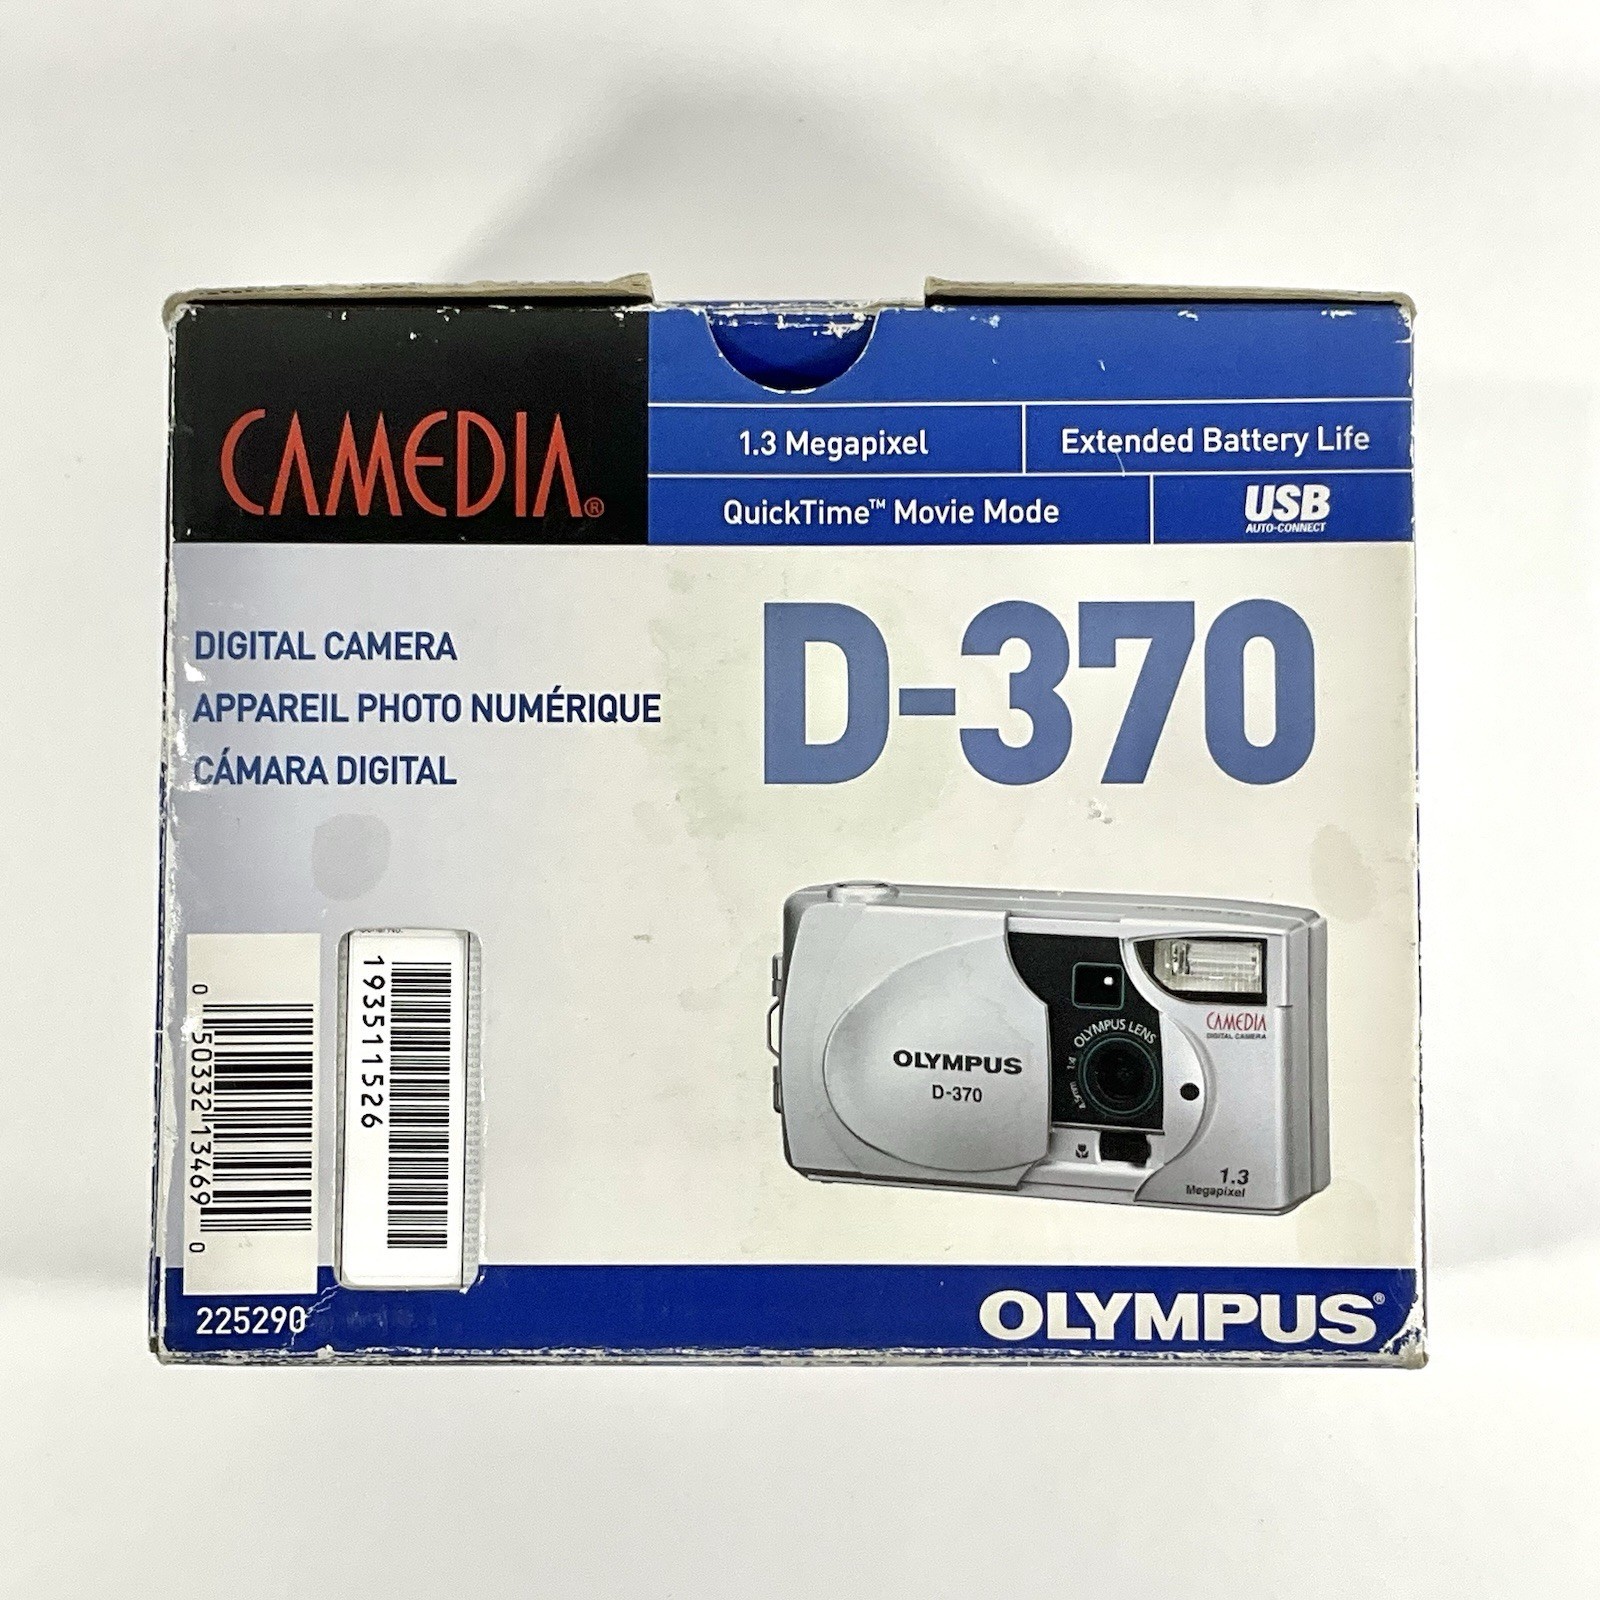 CAMEDIA®
1.3 Megapixel
Extended Battery Life
QuickTime™ Movie Mode
USB
AUTO-CONNECT
DIGITAL CAMERA
APPAREIL PHOTO NUMÉRIQUE
CÁMARA DIGITAL
D-370
OLYMPUS
D-370
OLYMPUS LENS
CAMEDIA
DIGITAL CAMERA
1.3
Megapixel
0 50332 13469 0
193511526
225290
OLYMPUS®